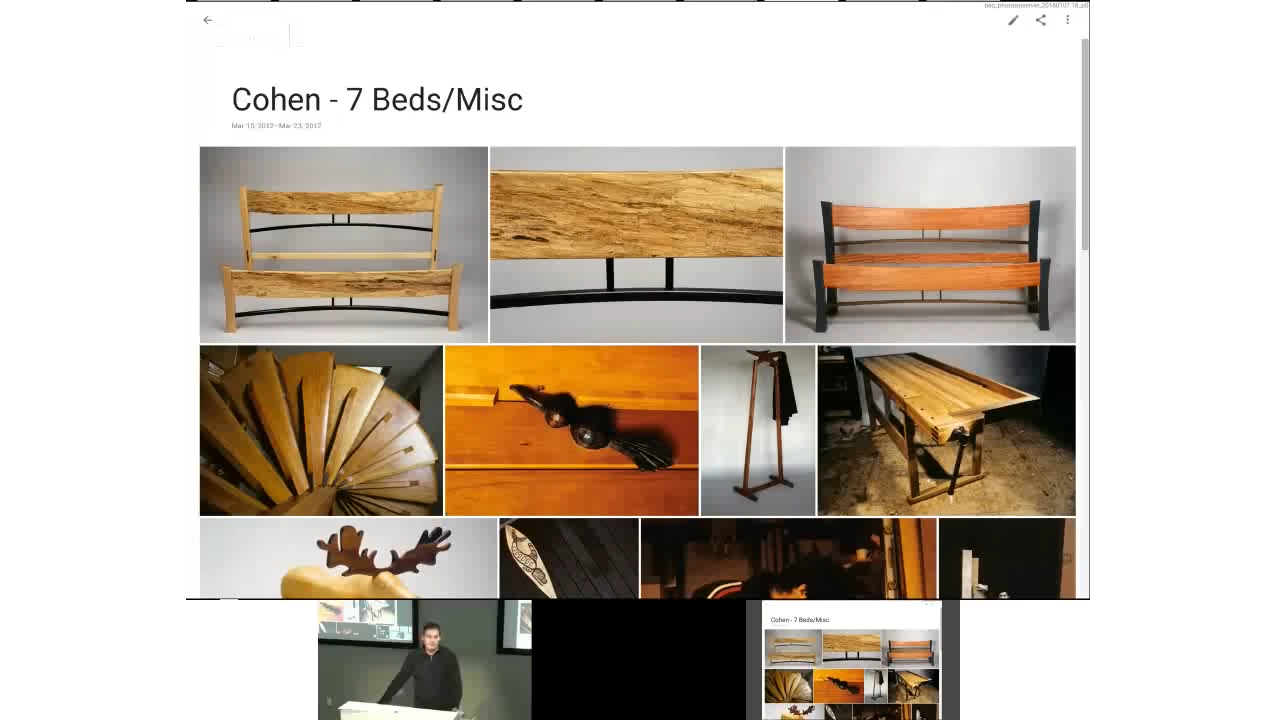 Cohen - 7 Beds/Misc
Mar 15, 2012–Mar 23, 2012
Cohen - 7 Beds/Misc